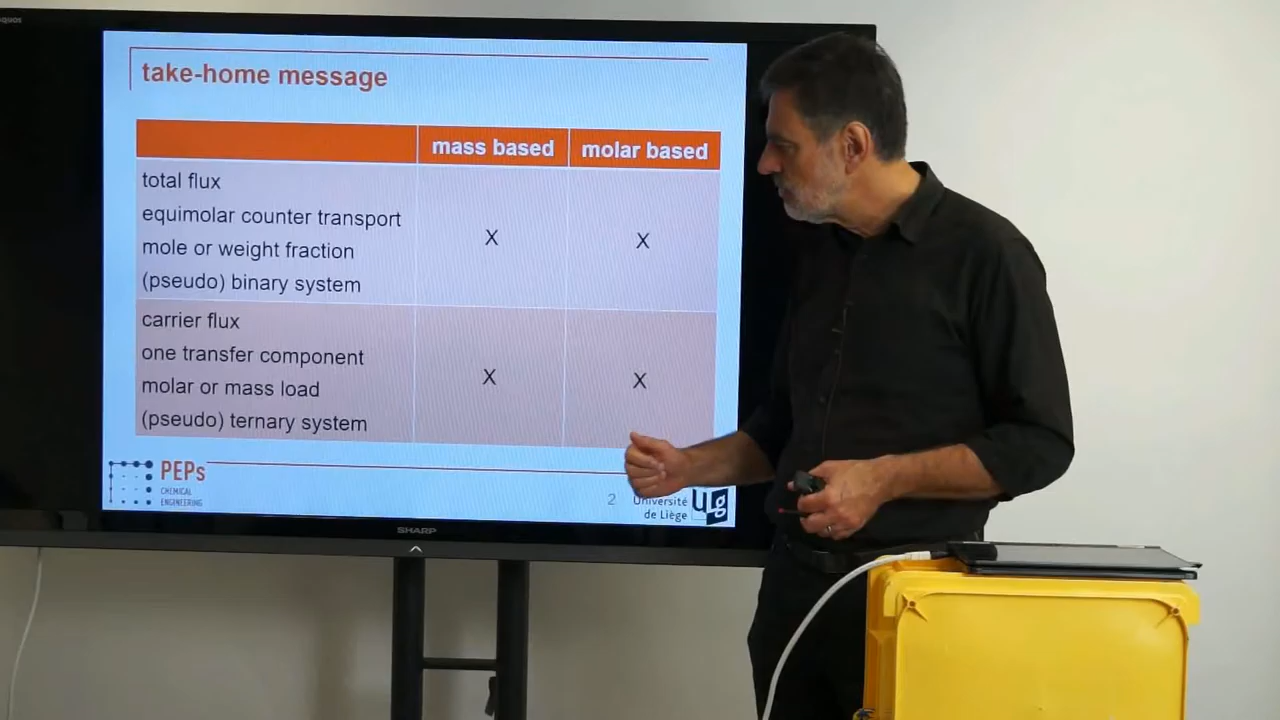 take-home message
mass based
molar based
total flux
equimolar counter transport
mole or weight fraction
(pseudo) binary system
X
X
carrier flux
one transfer component
molar or mass load
(pseudo) ternary system
X
X
PEPs
CHEMICAL
ENGINEERING
2
Université
de Liège
ULg
SHARP